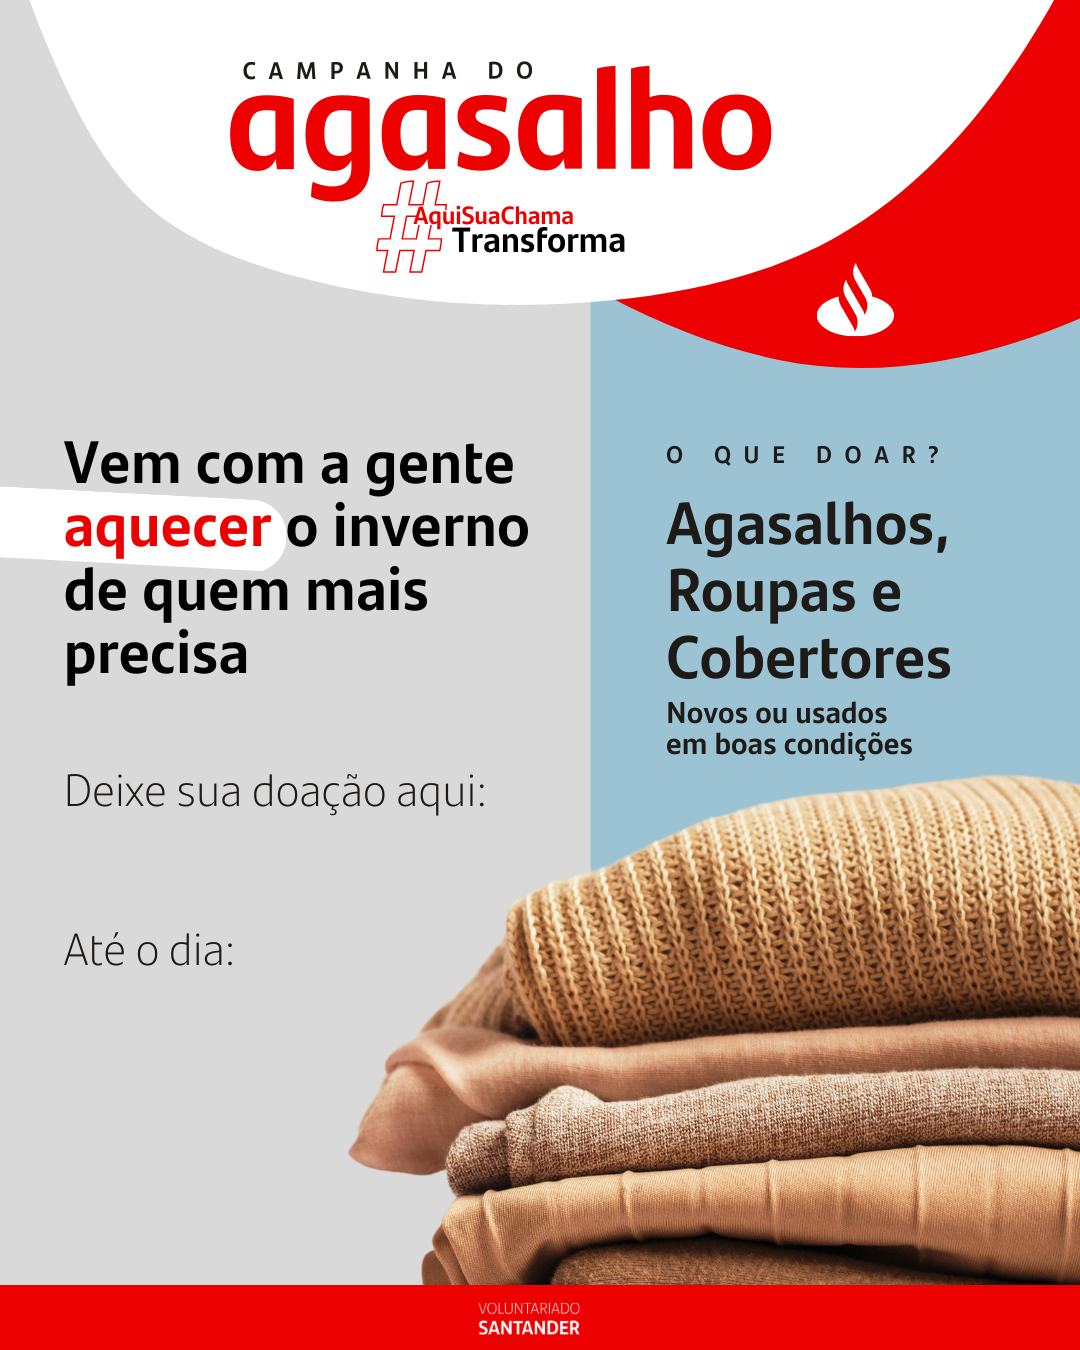 CAMPANHA DO
agasalho
#AquiSuaChama
Transforma
Vem com a gente
aquecer o inverno
de quem mais
precisa
Deixe sua doação aqui:
Até o dia:
O QUE DOAR?
Agasalhos,
Roupas e
Cobertores
Novos ou usados
em boas condições
VOLUNTARIADO
SANTANDER